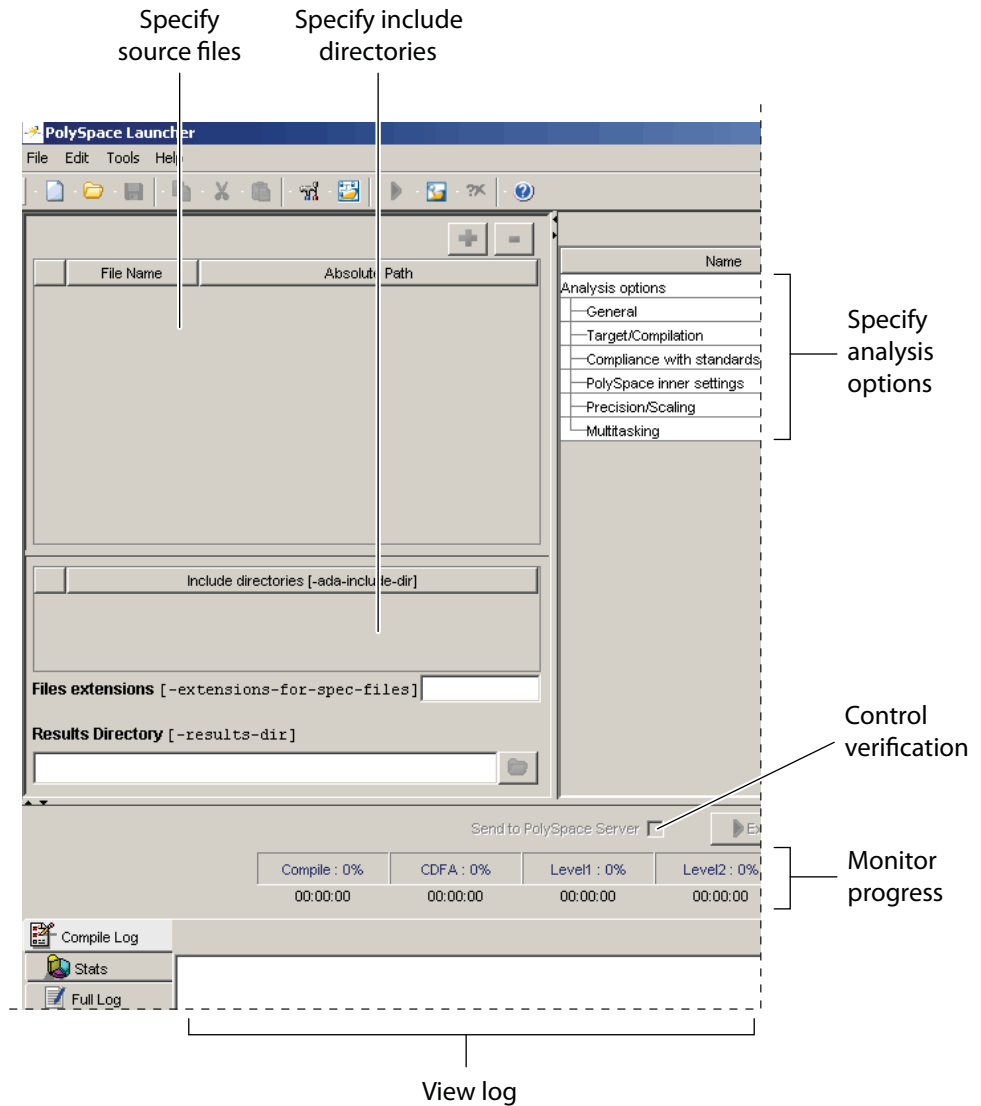 Specify
source files
Specify include
directories
PolySpace Launcher
File Edit Tools Help
File Name
Absolute Path
Name
Analysis options
General
Target/Compilation
Compliance with standards
PolySpace inner settings
Precision/Scaling
Multitasking
Specify
analysis
options
Include directories [-ada-include-dir]
Files extensions [-extensions-for-spec-files]
Results Directory [-results-dir]
Control
verification
Send to PolySpace Server
Ex
Compile : 0% CDFA : 0% Level1 : 0% Level2 : 0%
00:00:00 00:00:00 00:00:00 00:00:00
Monitor
progress
Compile Log
Stats
Full Log
View log